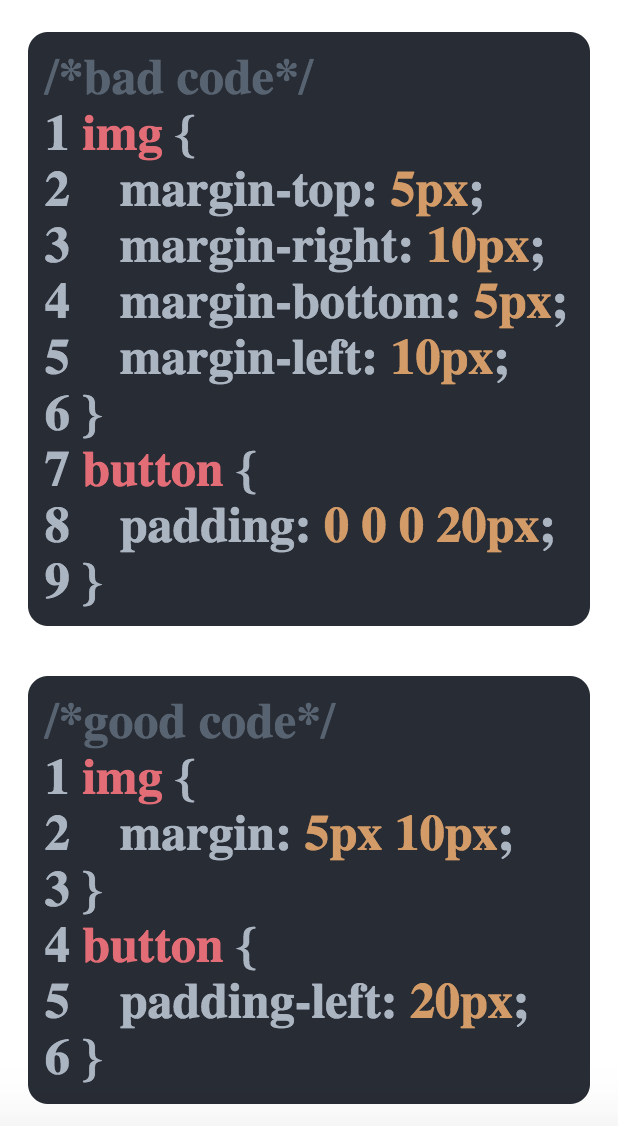 /*bad code*/
1 img {
2    margin-top: 5px;
3    margin-right: 10px;
4    margin-bottom: 5px;
5    margin-left: 10px;
6 }
7 button {
8    padding: 0 0 0 20px;
9 }
/*good code*/
1 img {
2    margin: 5px 10px;
3 }
4 button {
5    padding-left: 20px;
6 }